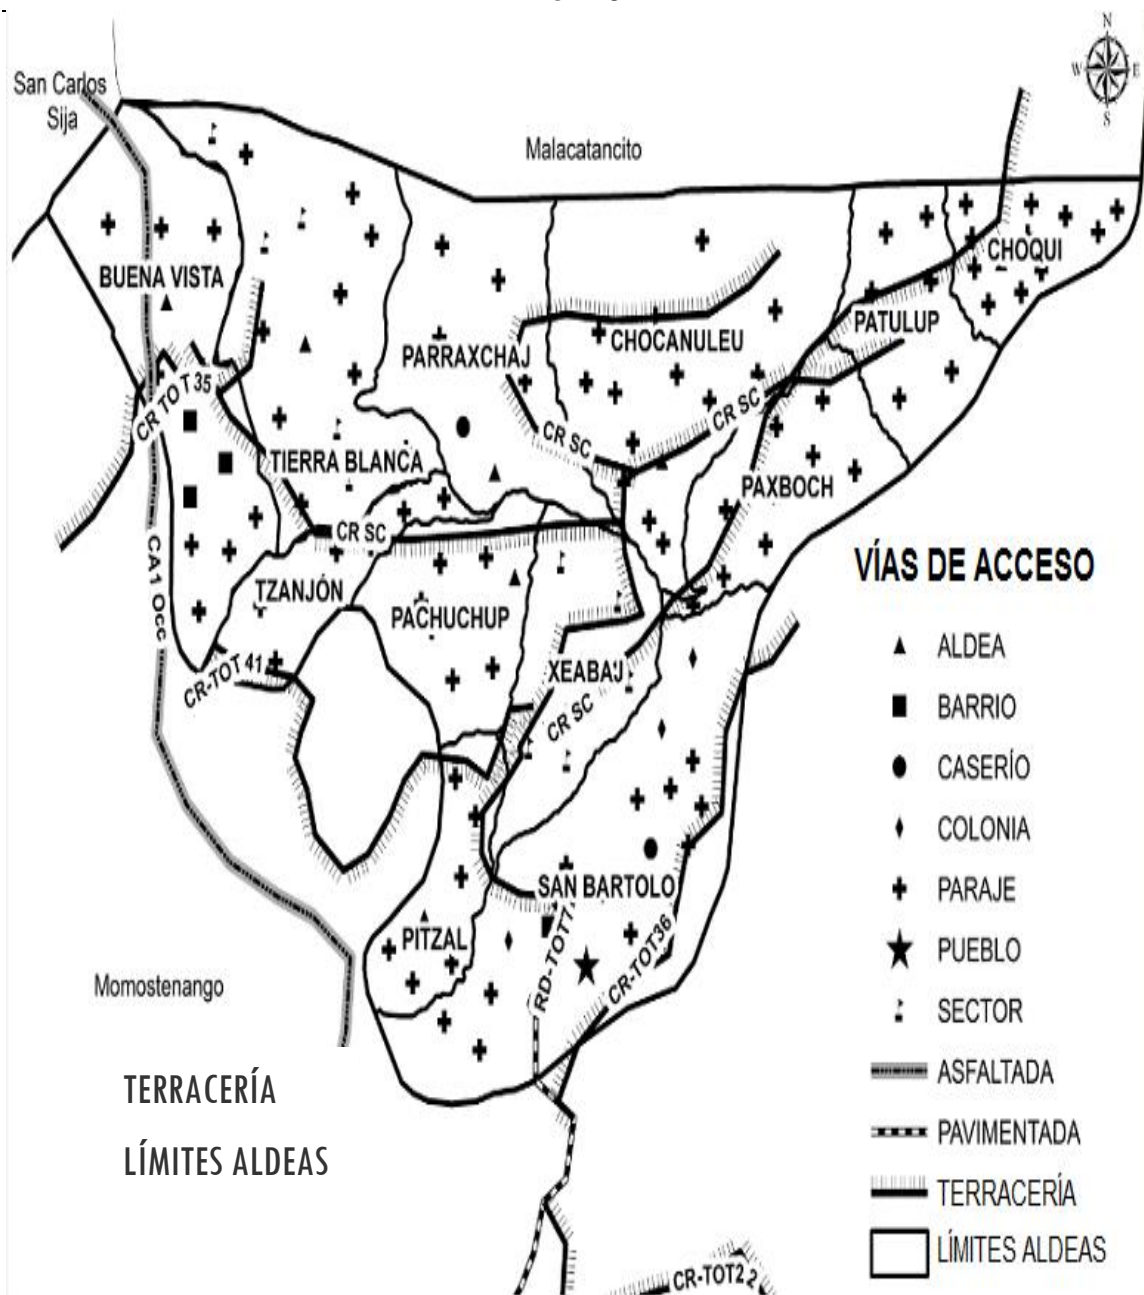 N
W E
S
San Carlos
Sija
Malacatancito
CHOQUI
BUENA VISTA
PATULUP
CHOCANULEU
PARRAXCHAJ
CR TOT 35
CR SC
CR SC
TIERRA BLANCA
PAXBOCH
CR SC
CA1 Occ
VÍAS DE ACCESO
TZANJÓN
PACHUCHUP
ALDEA
XEABAJ
CR-TOT 41
CR SC
BARRIO
CASERÍO
COLONIA
SAN BARTOLO
PARAJE
PITZAL
RD-TOT7
CR-TOT36
PUEBLO
Momostenango
SECTOR
TERRACERÍA
ASFALTADA
LÍMITES ALDEAS
PAVIMENTADA
TERRACERÍA
LÍMITES ALDEAS
CR-TOT2 2